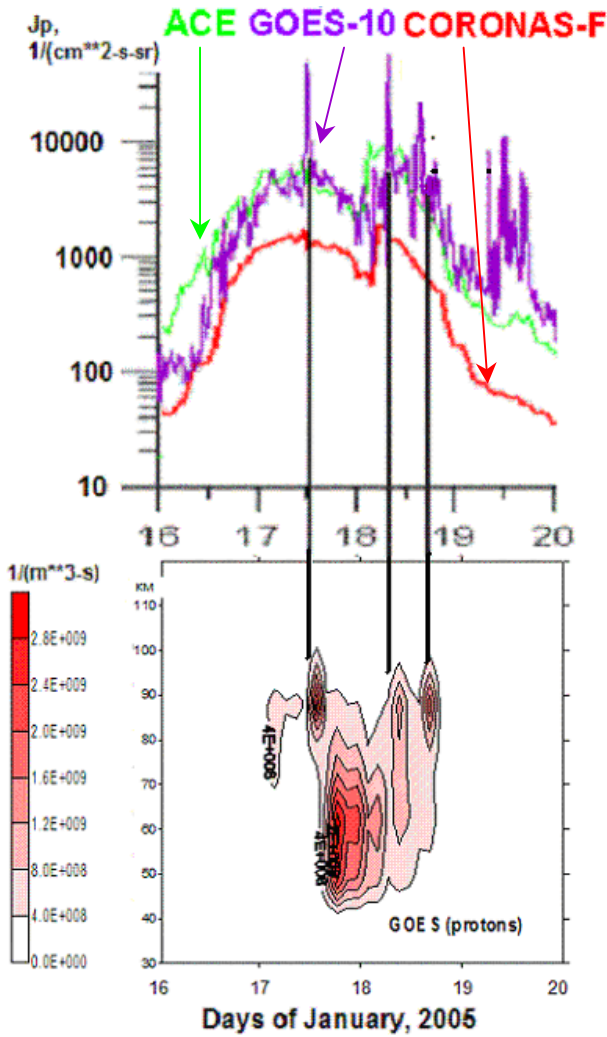 Jp,
1/(cm**2-s-sr)
ACE GOES-10 CORONAS-F
10000
1000
100
10
16 17 18 19 20
1/(m**3-s)
2.8E+009
2.4E+009
2.0E+009
1.6E+009
1.2E+009
8.0E+008
4.0E+008
0.0E+000
KM
110
100
90
80
70
60
50
40
30
4E+008
4E+008
GOES (protons)
16 17 18 19 20
Days of January, 2005